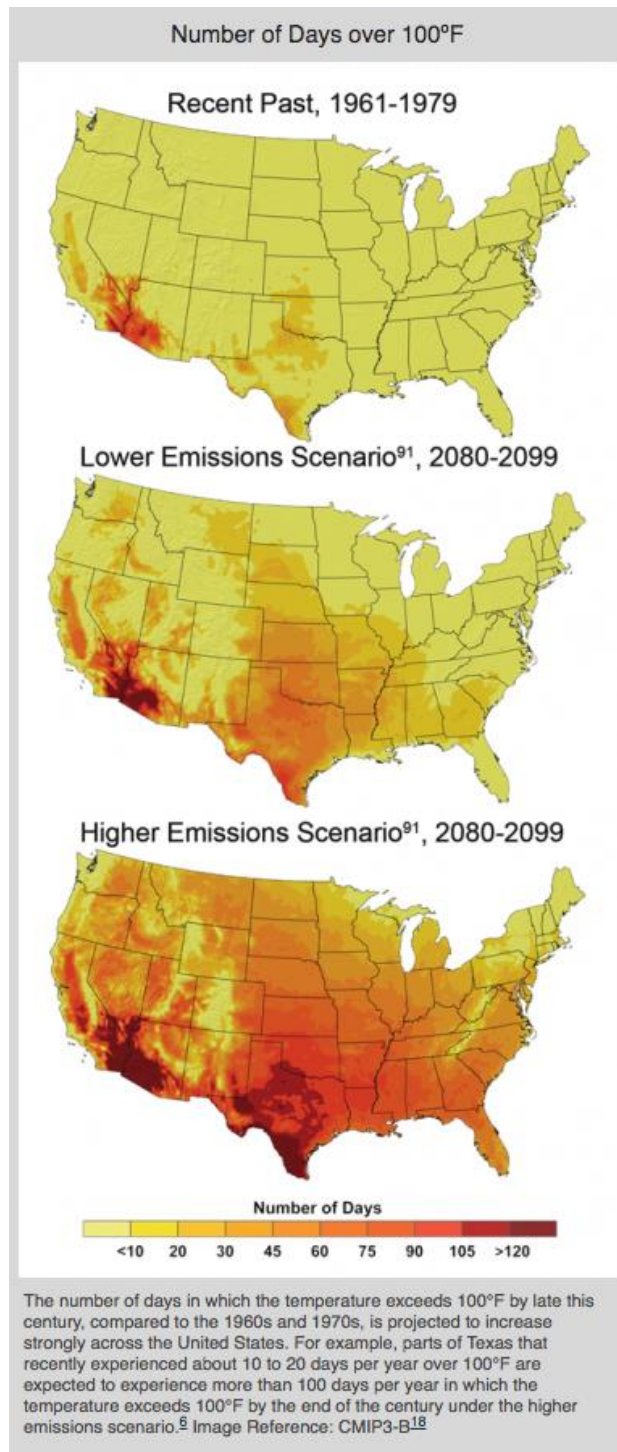 Number of Days over 100ºF
Recent Past, 1961-1979
Lower Emissions Scenario⁹¹, 2080-2099
Higher Emissions Scenario⁹¹, 2080-2099
Number of Days
<10 20 30 45 60 75 90 105 >120
The number of days in which the temperature exceeds 100°F by late this
century, compared to the 1960s and 1970s, is projected to increase
strongly across the United States. For example, parts of Texas that
recently experienced about 10 to 20 days per year over 100°F are
expected to experience more than 100 days per year in which the
temperature exceeds 100°F by the end of the century under the higher
emissions scenario.⁶ Image Reference: CMIP3-B¹⁸